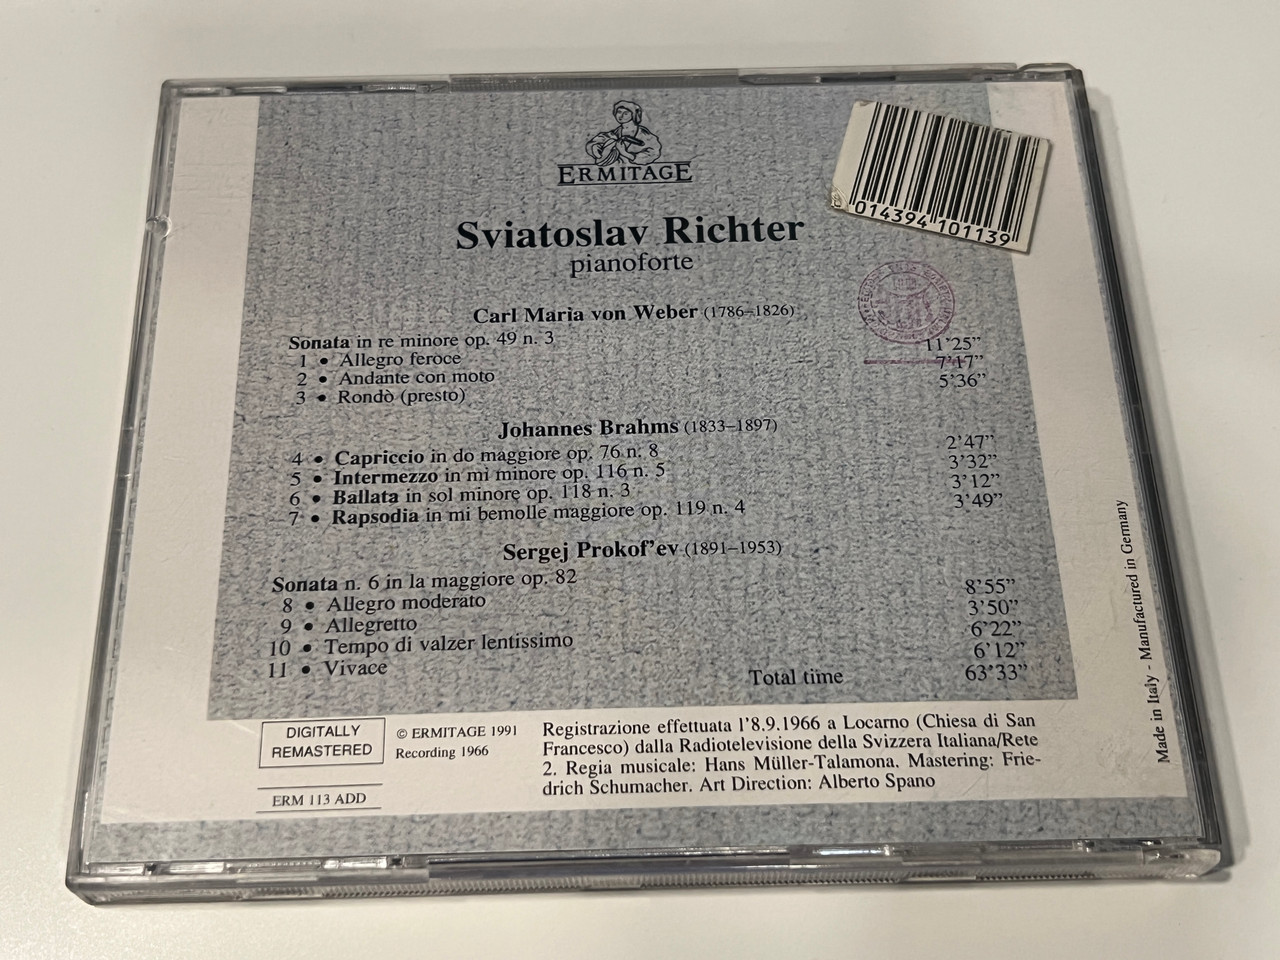 ERMITAGE
014394 101139
Sviatoslav Richter
pianoforte
Carl Maria von Weber (1786–1826)
Sonata in re minore op. 49 n. 3
1 • Allegro feroce 11’25”
2 • Andante con moto 7’17”
3 • Rondò (presto) 5’36”
Johannes Brahms (1833–1897)
4 • Capriccio in do maggiore op. 76 n. 8 2’47”
5 • Intermezzo in mi minore op. 116 n. 5 3’32”
6 • Ballata in sol minore op. 118 n. 3 3’12”
7 • Rapsodia in mi bemolle maggiore op. 119 n. 4 3’49”
Sergej Prokof’ev (1891–1953)
Sonata n. 6 in la maggiore op. 82
8 • Allegro moderato 8’55”
9 • Allegretto 3’50”
10 • Tempo di valzer lentissimo 6’22”
11 • Vivace 6’12”
Total time 63’33”
DIGITALLY
REMASTERED
© ERMITAGE 1991
Recording 1966
ERM 113 ADD
Registrazione effettuata l’8.9.1966 a Locarno (Chiesa di San
Francesco) dalla Radiotelevisione della Svizzera Italiana/Rete
2. Regia musicale: Hans Müller-Talamona. Mastering: Frie-
drich Schumacher. Art Direction: Alberto Spano
Made in Italy - Manufactured in Germany